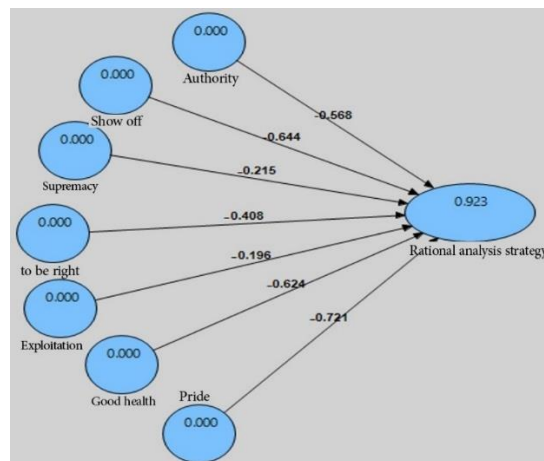 0.000
Authority
0.000
Show off
0.000
Supremacy
0.000
to be right
0.000
Exploitation
0.000
Good health
Pride
0.000
-0.568
-0.644
-0.215
-0.408
-0.196
-0.624
-0.721
0.923
Rational analysis strategy